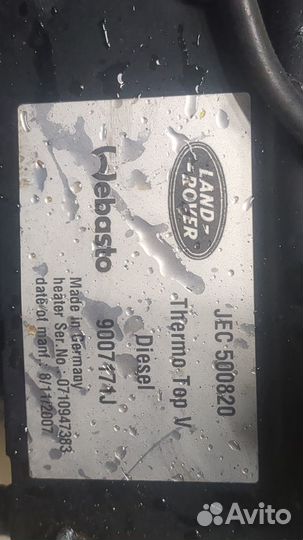 LAND-
ROVER
JEC 500820
Thermo Top V
Diesel
Webasto
Made in Germany
heater Ser.No.: 0710947383
date of manf.:
Avito